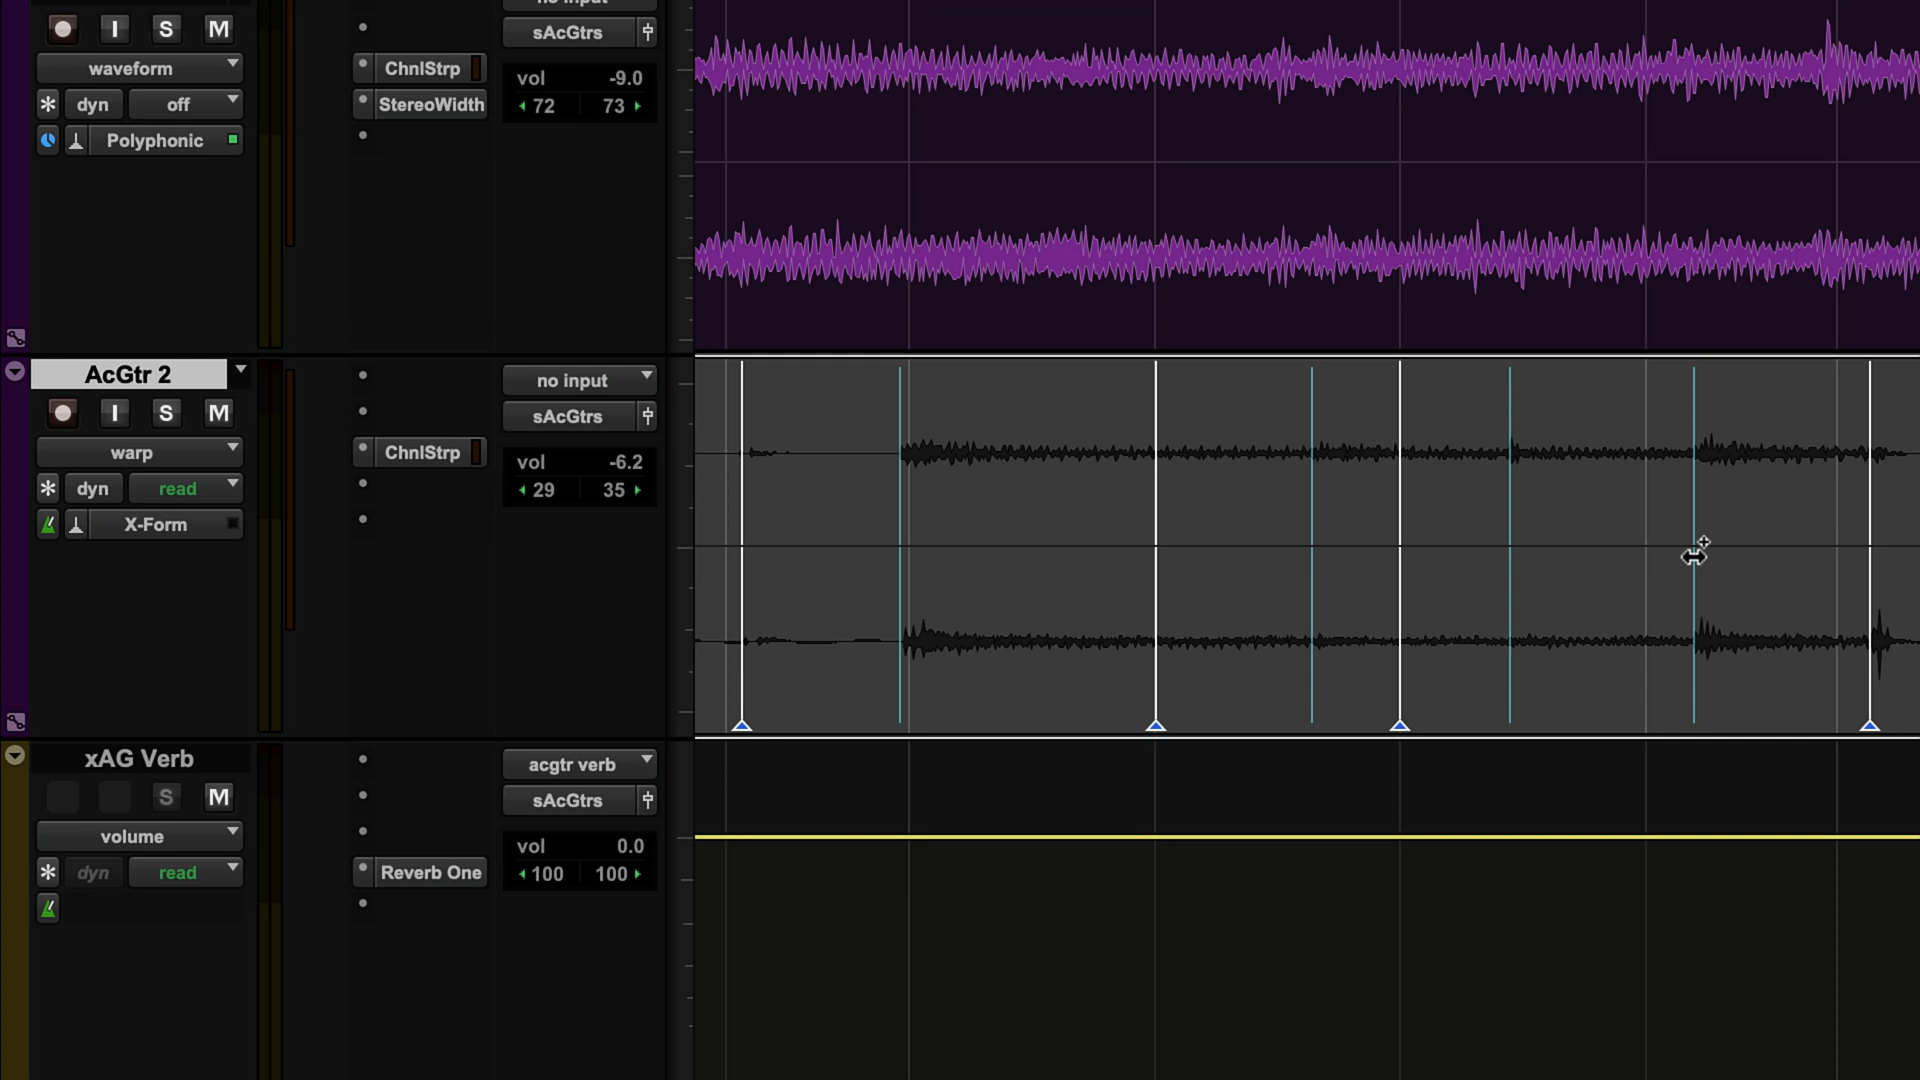 no input
I S M
sAcGtrs
waveform
ChnlStrp
vol -9.0
dyn off
StereoWidth
72 73
Polyphonic
AcGtr 2
no input
I S M
sAcGtrs
warp
ChnlStrp
vol -6.2
dyn read
29 35
X-Form
xAG Verb
acgtr verb
S M
sAcGtrs
volume
vol 0.0
dyn read
Reverb One
100 100